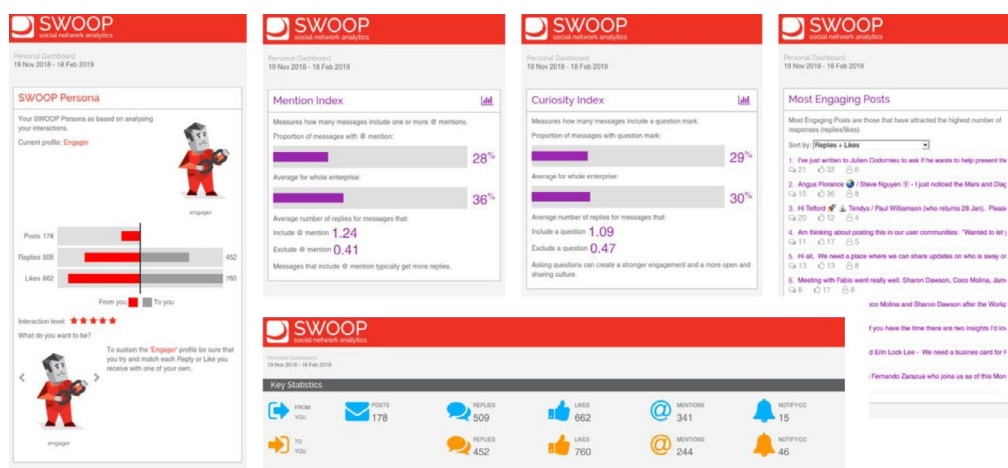 SWOOP
social network analytics
Personal Dashboard
19 Nov 2018 - 18 Feb 2019
SWOOP Persona
Your SWOOP Persona as based on analysing
your interactions.
Current profile: Engager
engager
Posts 178
Replies 509
452
Likes 662
760
From you
To you
Interaction level:
What do you want to be?
To sustain the 'Engager' profile be sure that
you try and match each Reply or Like you
receive with one of your own.
engager
SWOOP
social network analytics
Personal Dashboard
19 Nov 2018 - 18 Feb 2019
Mention Index
Measures how many messages include one or more @ mentions.
Proportion of messages with @ mention:
28%
Average for whole enterprise:
36%
Average number of replies for messages that:
Include @ mention 1.24
Exclude @ mention 0.41
Messages that include @ mention typically get more replies.
SWOOP
social network analytics
Personal Dashboard
19 Nov 2018 - 18 Feb 2019
Curiosity Index
Measures how many messages include a question mark.
Proportion of messages with question mark:
29%
Average for whole enterprise:
30%
Average number of replies for messages that:
Include a question 1.09
Exclude a question 0.47
Asking questions can create a stronger engagement and a more open and
sharing culture.
SWOOP
social network analytics
Personal Dashboard
19 Nov 2018 - 18 Feb 2019
Most Engaging Posts
Most Engaging Posts are those that have attracted the highest number of
responses (replies/likes).
Sort by: Replies + Likes
1. I've just written to Julien Codorniou to ask if he wants to help present the
21 32 6
2. Angus Florance / Steve Nguyen - I just noticed the Mars and Diag
15 36 8
3. Hi Telford Tendys / Paul Williamson (who returns 28 Jan). Please
20 12 4
4. Am thinking about posting this in our user communities: "Wanted to let
11 17 5
5. Hi all, We need a place where we can share updates on who is away or
13 13 8
6. Meeting with Fabio went really well. Sharon Dawson, Coco Molina, Jam
8 17 8
oco Molina and Sharon Dawson after the Workp
f you have the time there are two insights I'd lov
d Erin Lock Lee - We need a busines card for F
Fernando Zarazua who joins us as of this Mon
SWOOP
social network analytics
Personal Dashboard
19 Nov 2018 - 18 Feb 2019
Key Statistics
FROM YOU
POSTS 178
REPLIES 509
LIKES 662
MENTIONS 341
NOTIFY/CC 15
TO YOU
REPLIES 452
LIKES 760
MENTIONS 244
NOTIFY/CC 46